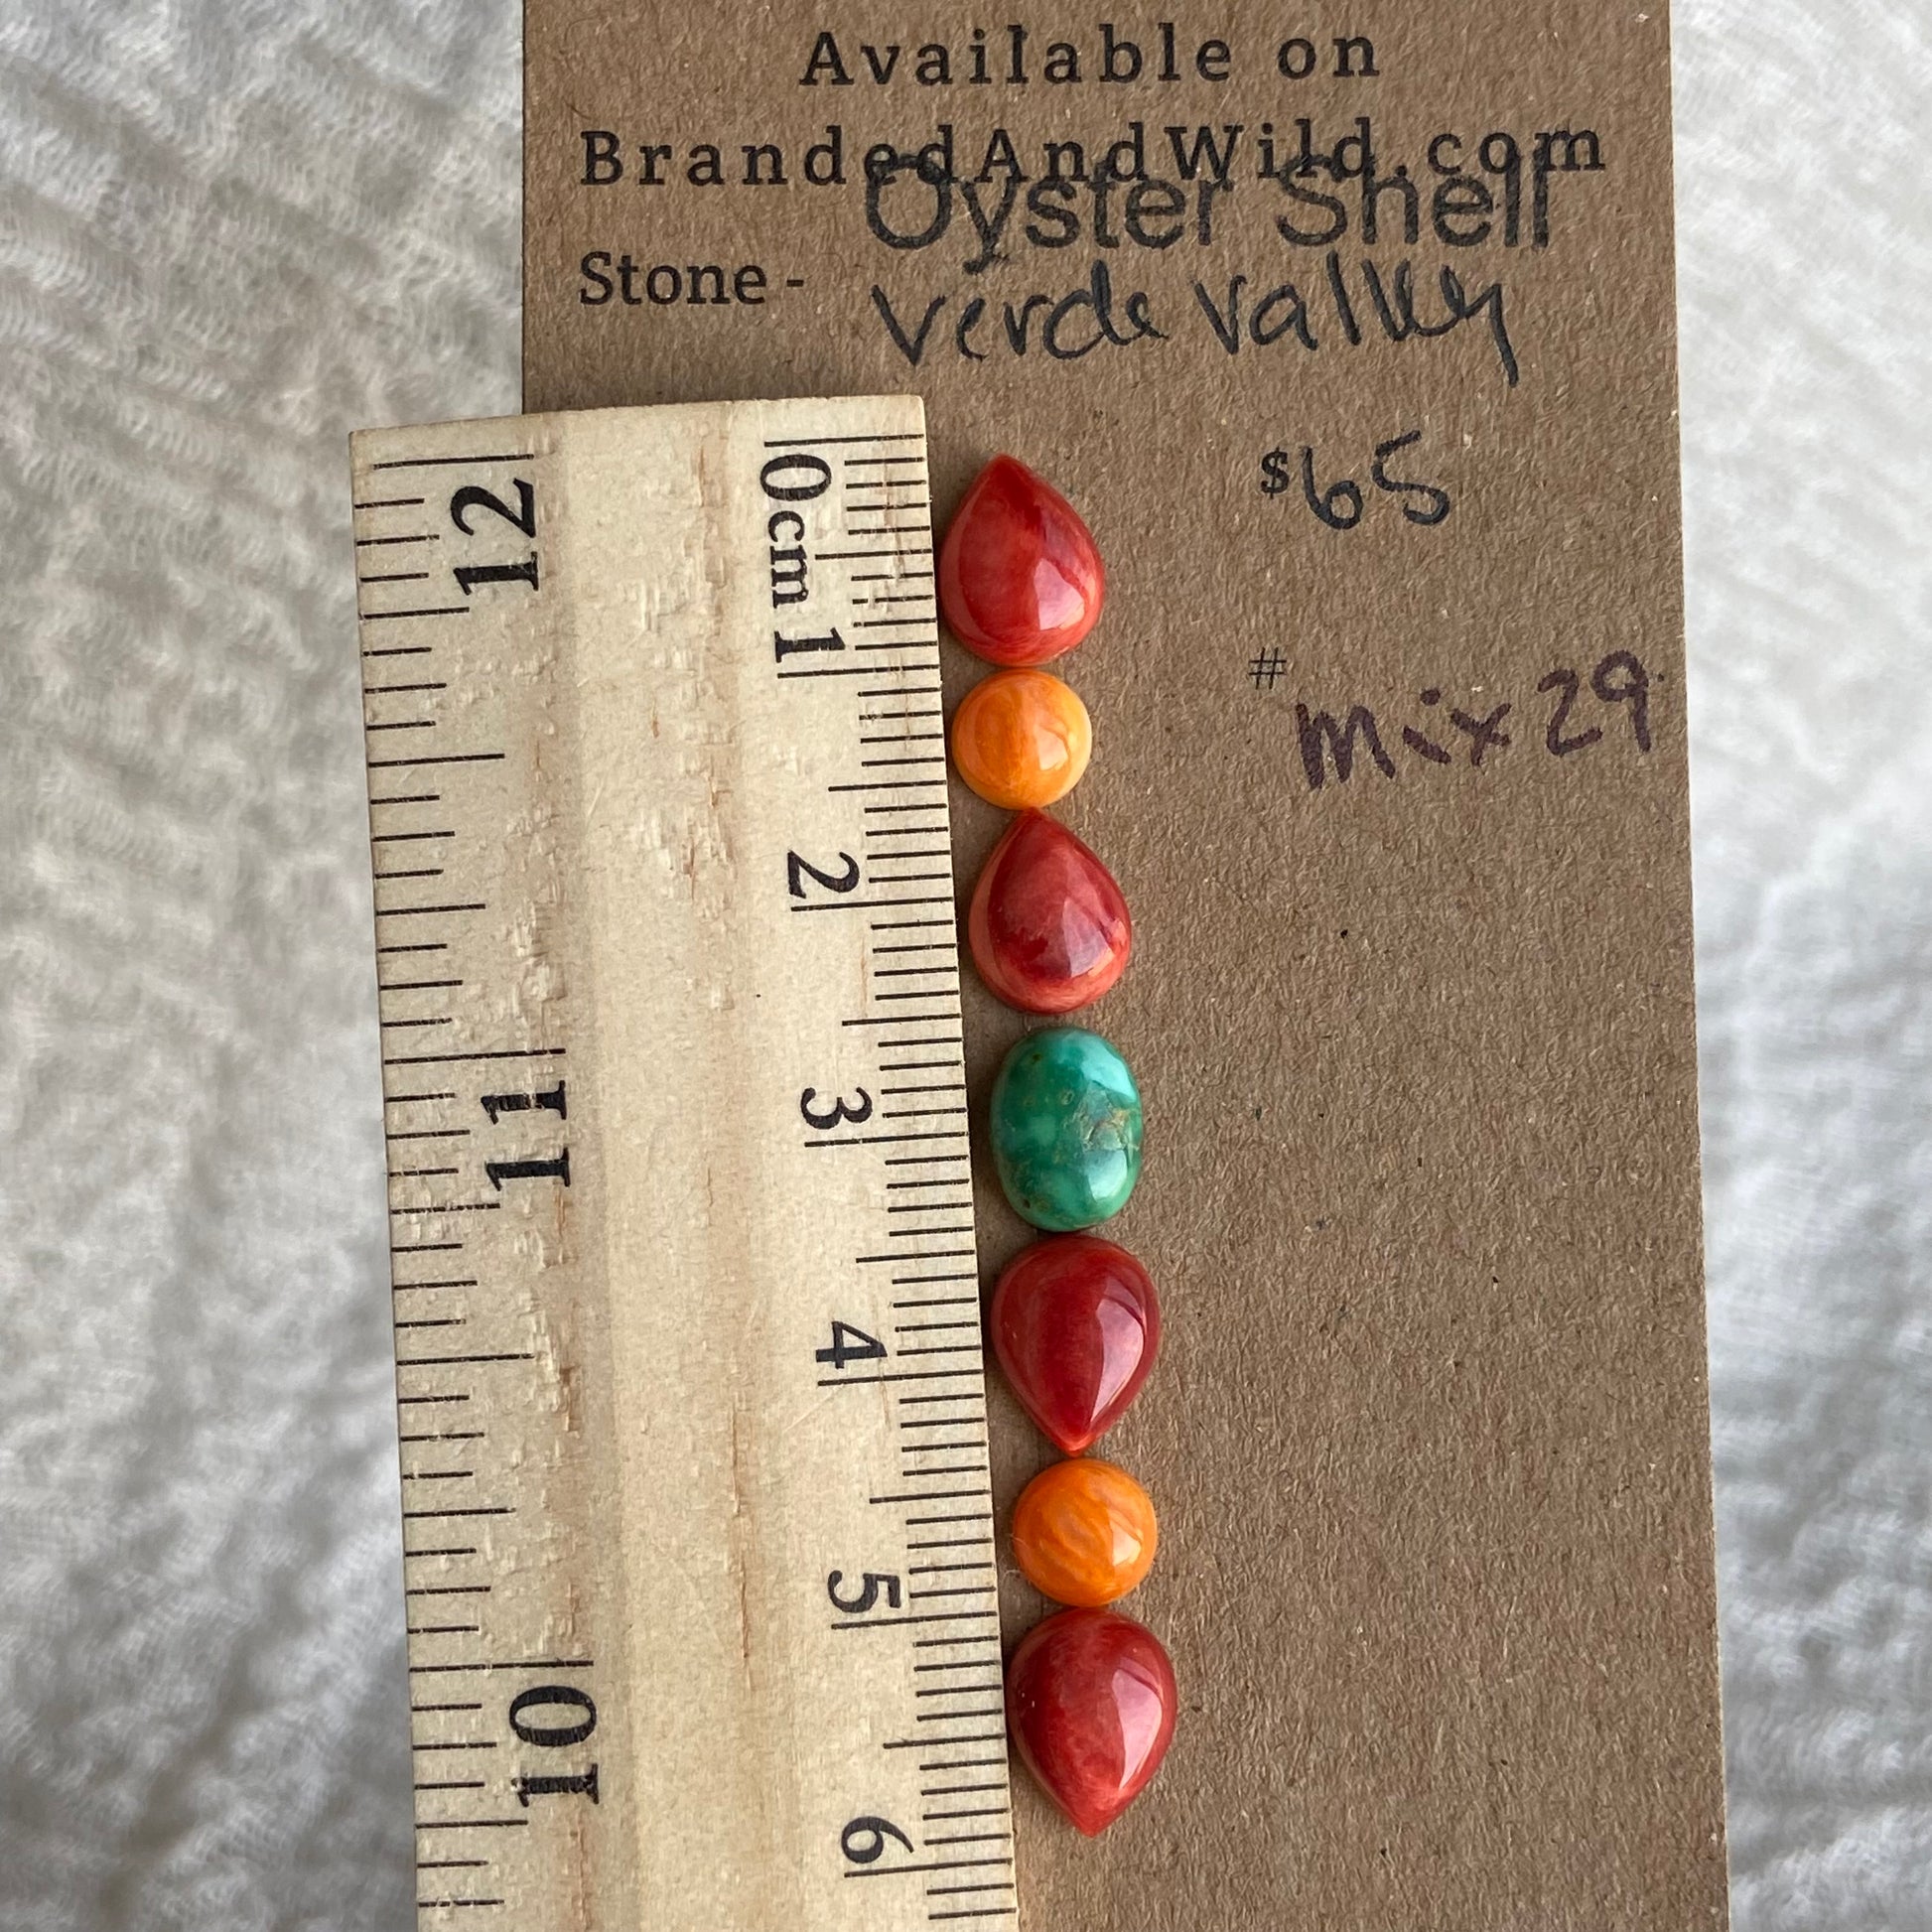 Available on
BrandedAndWild.com
Oyster Shell
Stone - Verde Valley
$65
# Mix 29
0cm 1 2 3 4 5 6
12 11 10